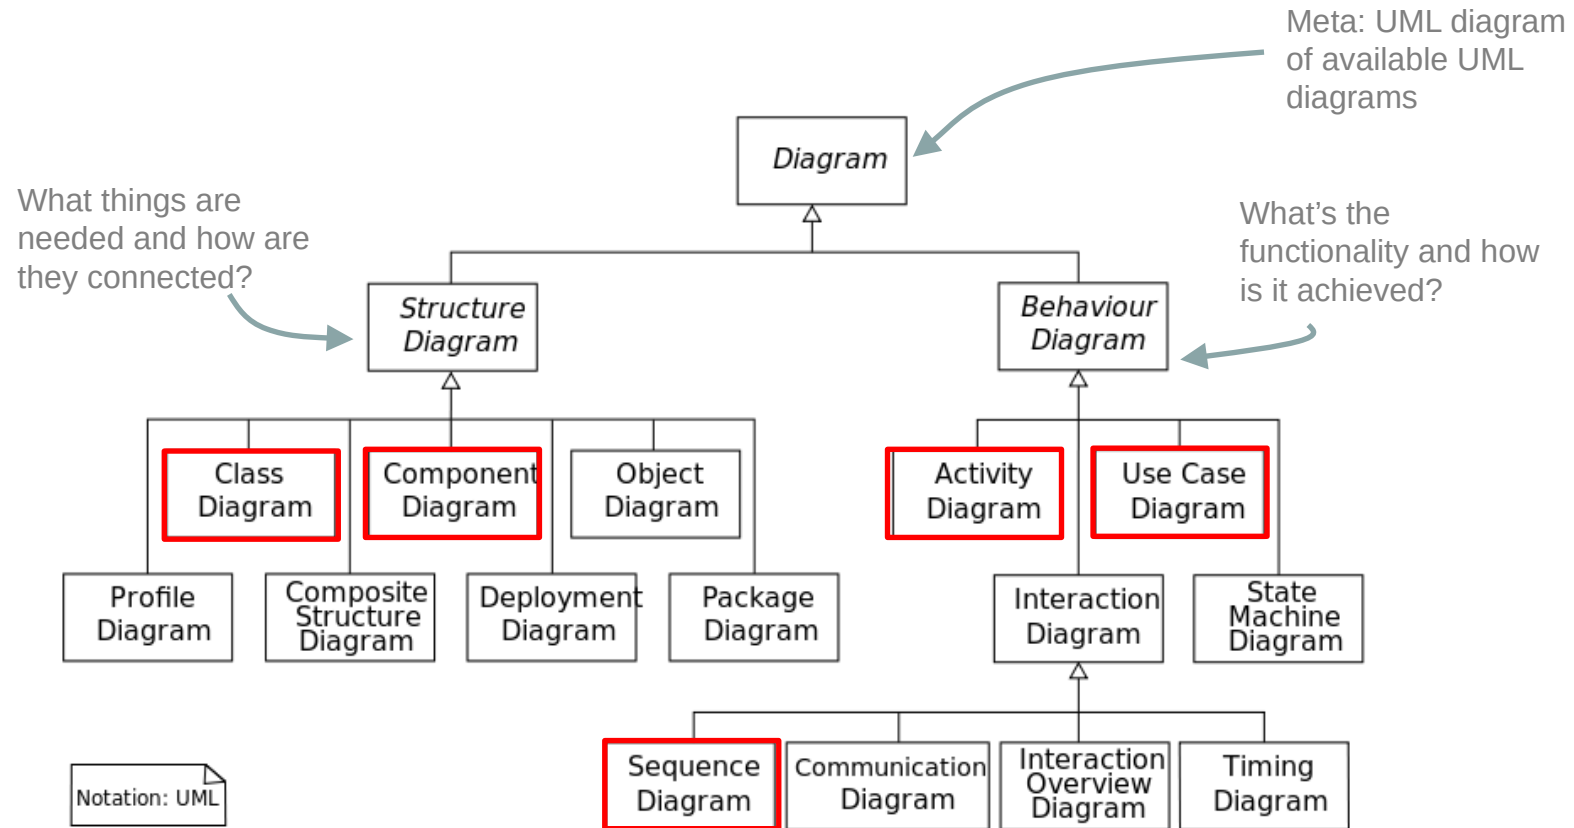 Meta: UML diagram
of available UML
diagrams
Diagram
What things are
needed and how are
they connected?
What’s the
functionality and how
is it achieved?
Structure
Diagram
Behaviour
Diagram
Class
Diagram
Component
Diagram
Object
Diagram
Activity
Diagram
Use Case
Diagram
Profile
Diagram
Composite
Structure
Diagram
Deployment
Diagram
Package
Diagram
Interaction
Diagram
State
Machine
Diagram
Sequence
Diagram
Communication
Diagram
Interaction
Overview
Diagram
Timing
Diagram
Notation: UML